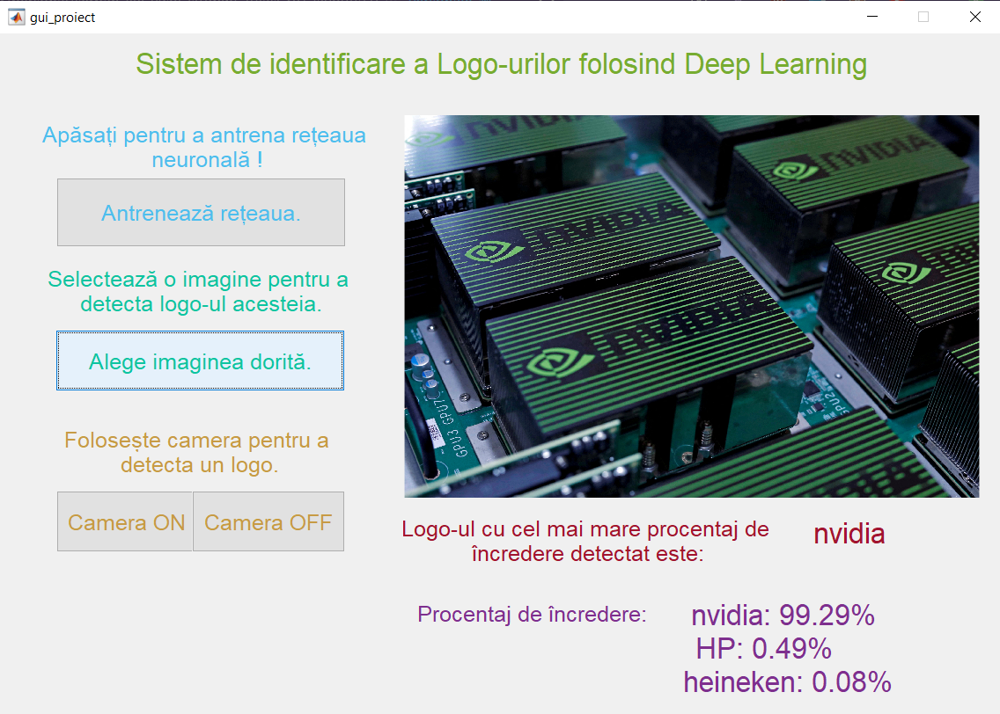 gui_proiect
Sistem de identificare a Logo-urilor folosind Deep Learning
Apăsați pentru a antrena rețeaua
neuronală !
Antrenează rețeaua.
Selectează o imagine pentru a
detecta logo-ul acesteia.
Alege imaginea dorită.
Folosește camera pentru a
detecta un logo.
Camera ON
Camera OFF
NVIDIA
NVIDIA
NVIDIA
NVIDIA
GPU3
GPU7
GPU2
Logo-ul cu cel mai mare procentaj de
încredere detectat este:
nvidia
Procentaj de încredere:
nvidia: 99.29%
HP: 0.49%
heineken: 0.08%